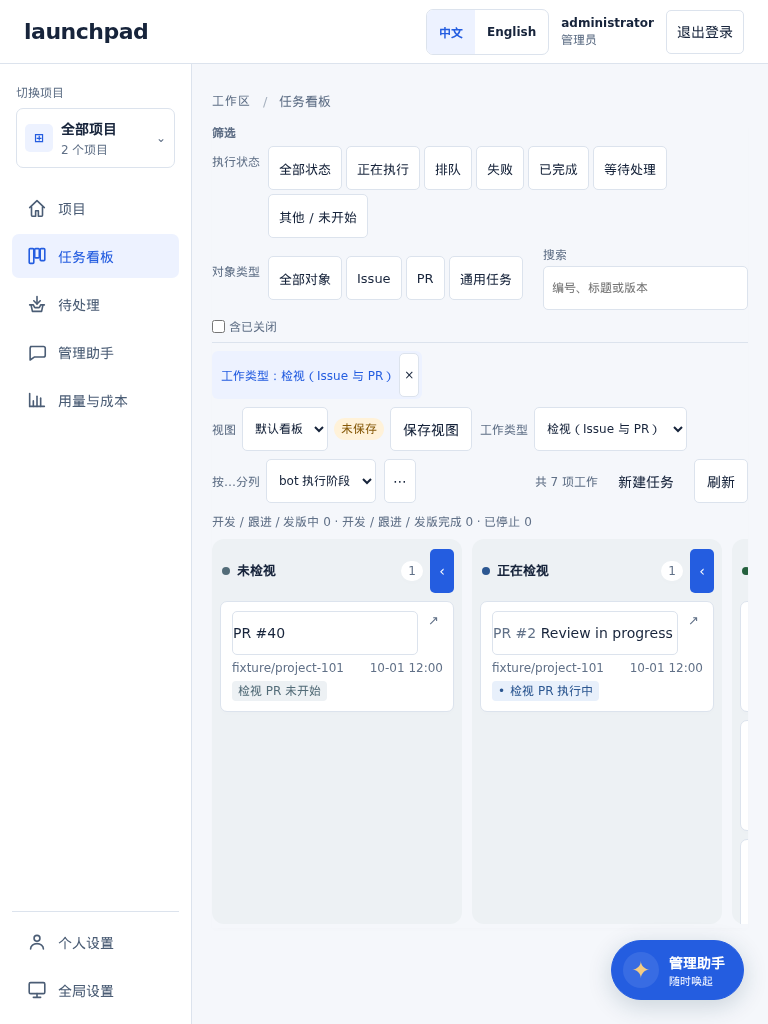 launchpad
中文 English
administrator
管理员
退出登录
切换项目
全部项目
2 个项目
项目
任务看板
待处理
管理助手
用量与成本
个人设置
全局设置
工作区 / 任务看板
筛选
执行状态 全部状态 正在执行 排队 失败 已完成 等待处理
其他 / 未开始
对象类型 全部对象 Issue PR 通用任务
搜索
编号、标题或版本
含已关闭
工作类型：检视（Issue 与 PR） ×
视图 默认看板 未保存 保存视图 工作类型 检视（Issue 与 PR）
按…分列 bot 执行阶段 … 共 7 项工作 新建任务 刷新
开发 / 跟进 / 发版中 0 · 开发 / 跟进 / 发版完成 0 · 已停止 0
未检视 1 ‹
PR #40 ↗
fixture/project-101 10-01 12:00
检视 PR 未开始
正在检视 1 ‹
PR #2 Review in progress ↗
fixture/project-101 10-01 12:00
• 检视 PR 执行中
管理助手
随时唤起